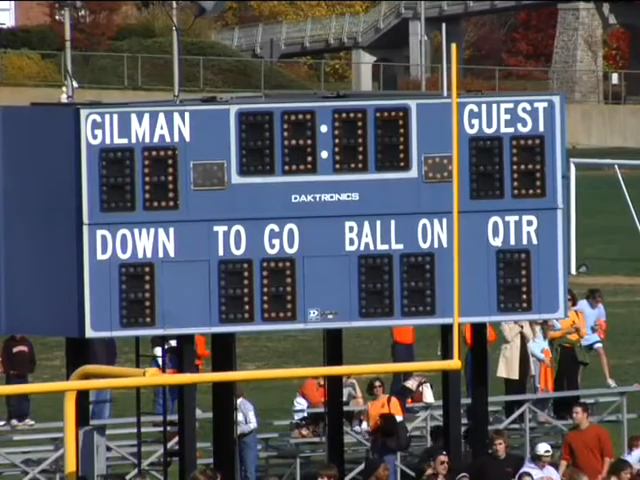 GILMAN GUEST
DAKTRONICS
DOWN TO GO BALL ON QTR